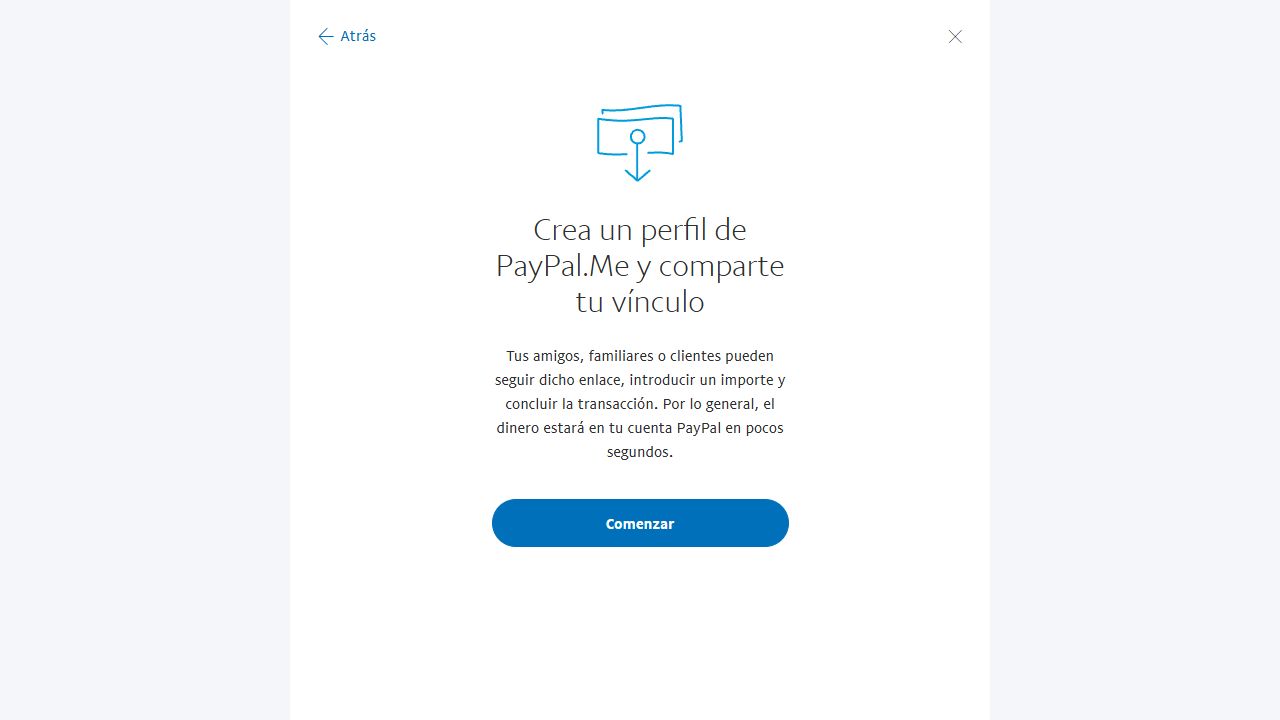 Atrás
Crea un perfil de
PayPal.Me y comparte
tu vínculo
Tus amigos, familiares o clientes pueden
seguir dicho enlace, introducir un importe y
concluir la transacción. Por lo general, el
dinero estará en tu cuenta PayPal en pocos
segundos.
Comenzar